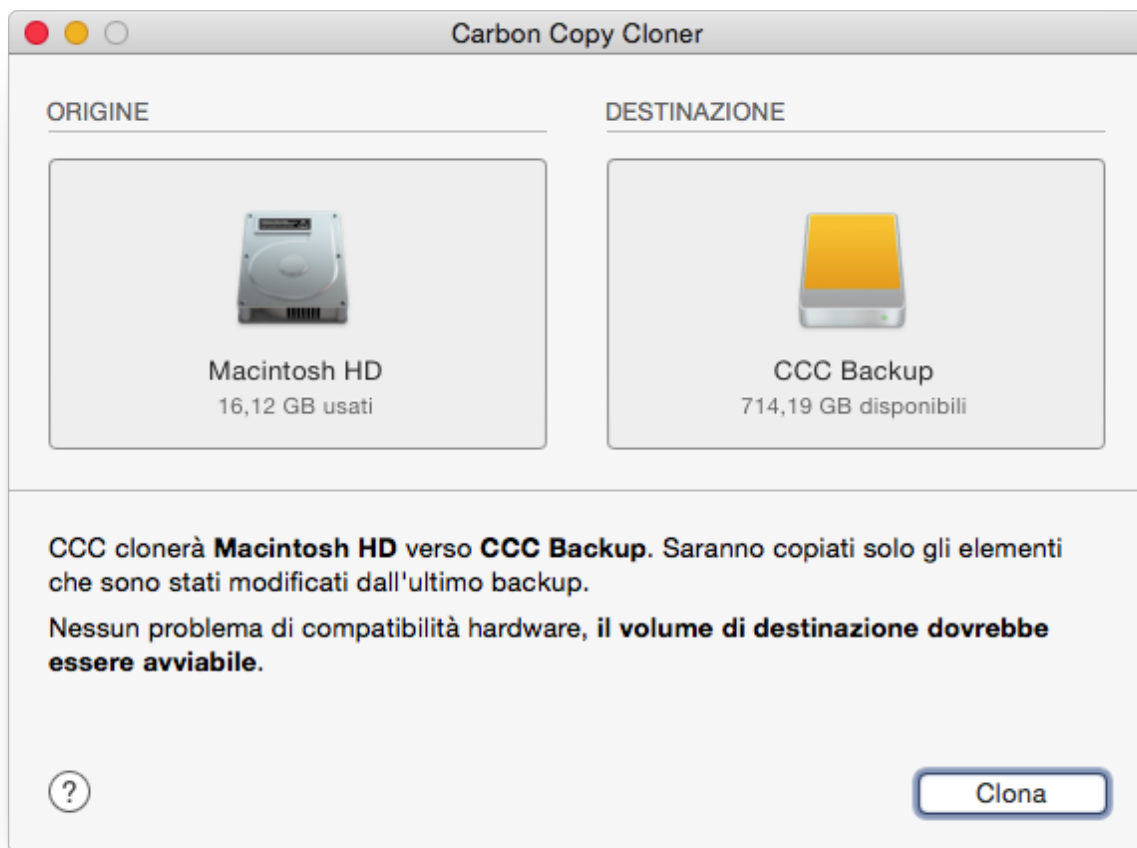 Carbon Copy Cloner
ORIGINE
DESTINAZIONE
Macintosh HD
16,12 GB usati
CCC Backup
714,19 GB disponibili
CCC clonerà Macintosh HD verso CCC Backup. Saranno copiati solo gli elementi
che sono stati modificati dall'ultimo backup.
Nessun problema di compatibilità hardware, il volume di destinazione dovrebbe
essere avviabile.
?
Clona